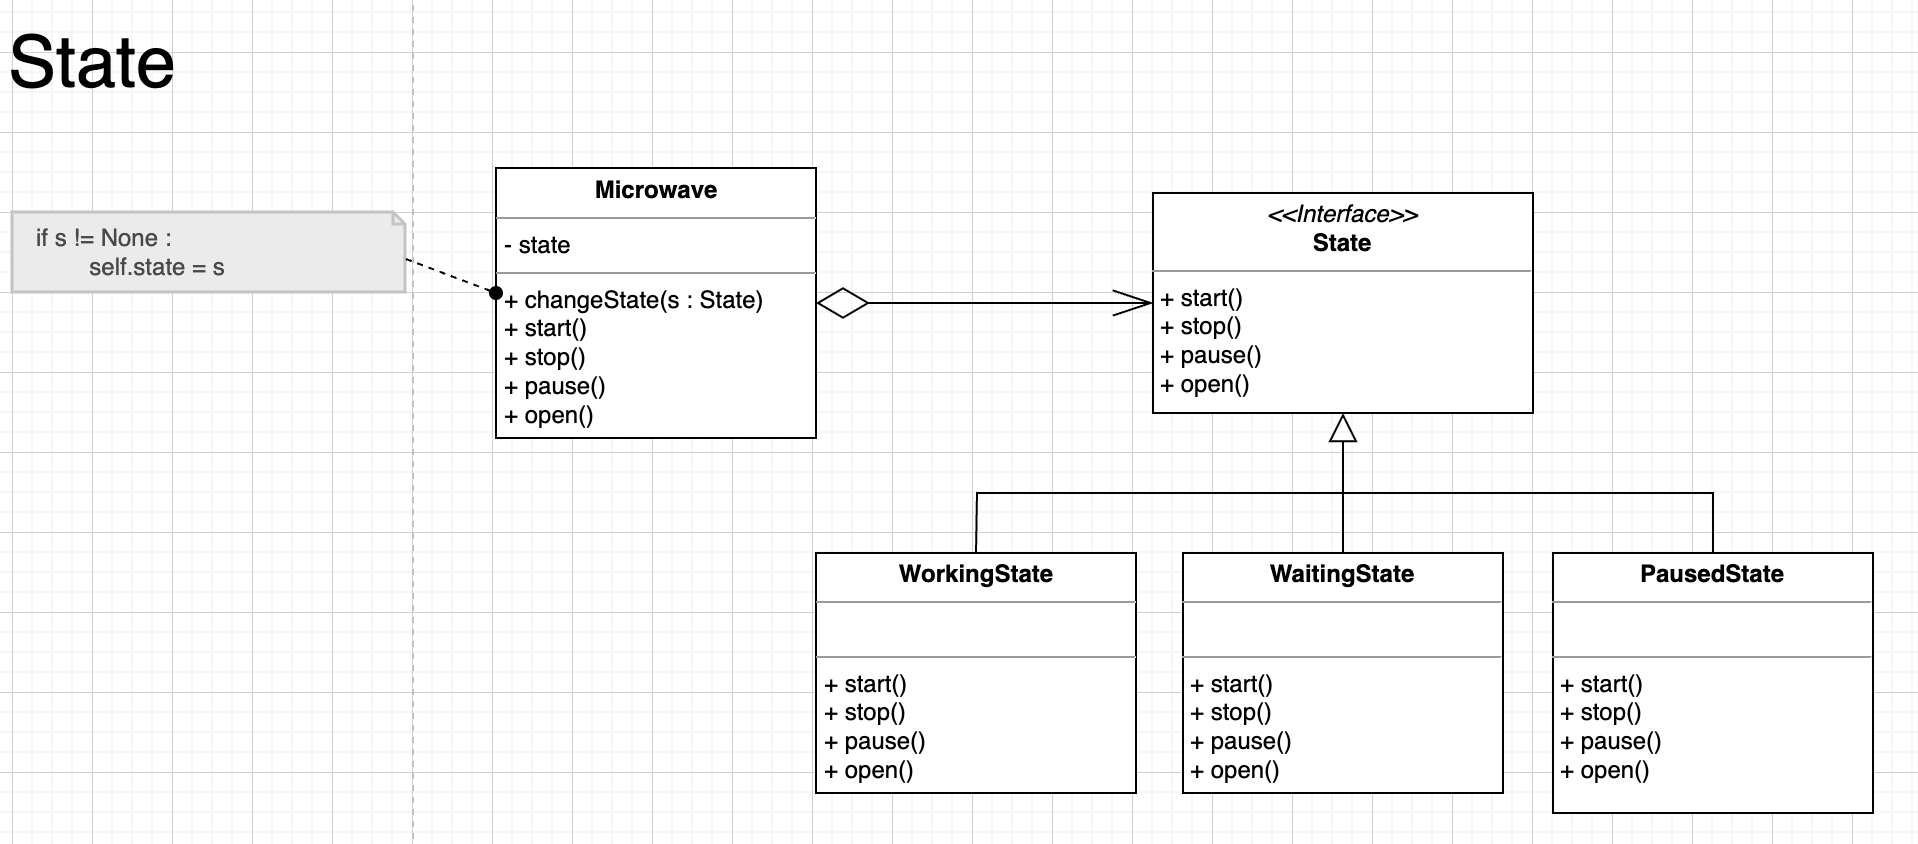 State
if s != None :
self.state = s
Microwave
- state
+ changeState(s : State)
+ start()
+ stop()
+ pause()
+ open()
<<Interface>>
State
+ start()
+ stop()
+ pause()
+ open()
WorkingState
+ start()
+ stop()
+ pause()
+ open()
WaitingState
+ start()
+ stop()
+ pause()
+ open()
PausedState
+ start()
+ stop()
+ pause()
+ open()